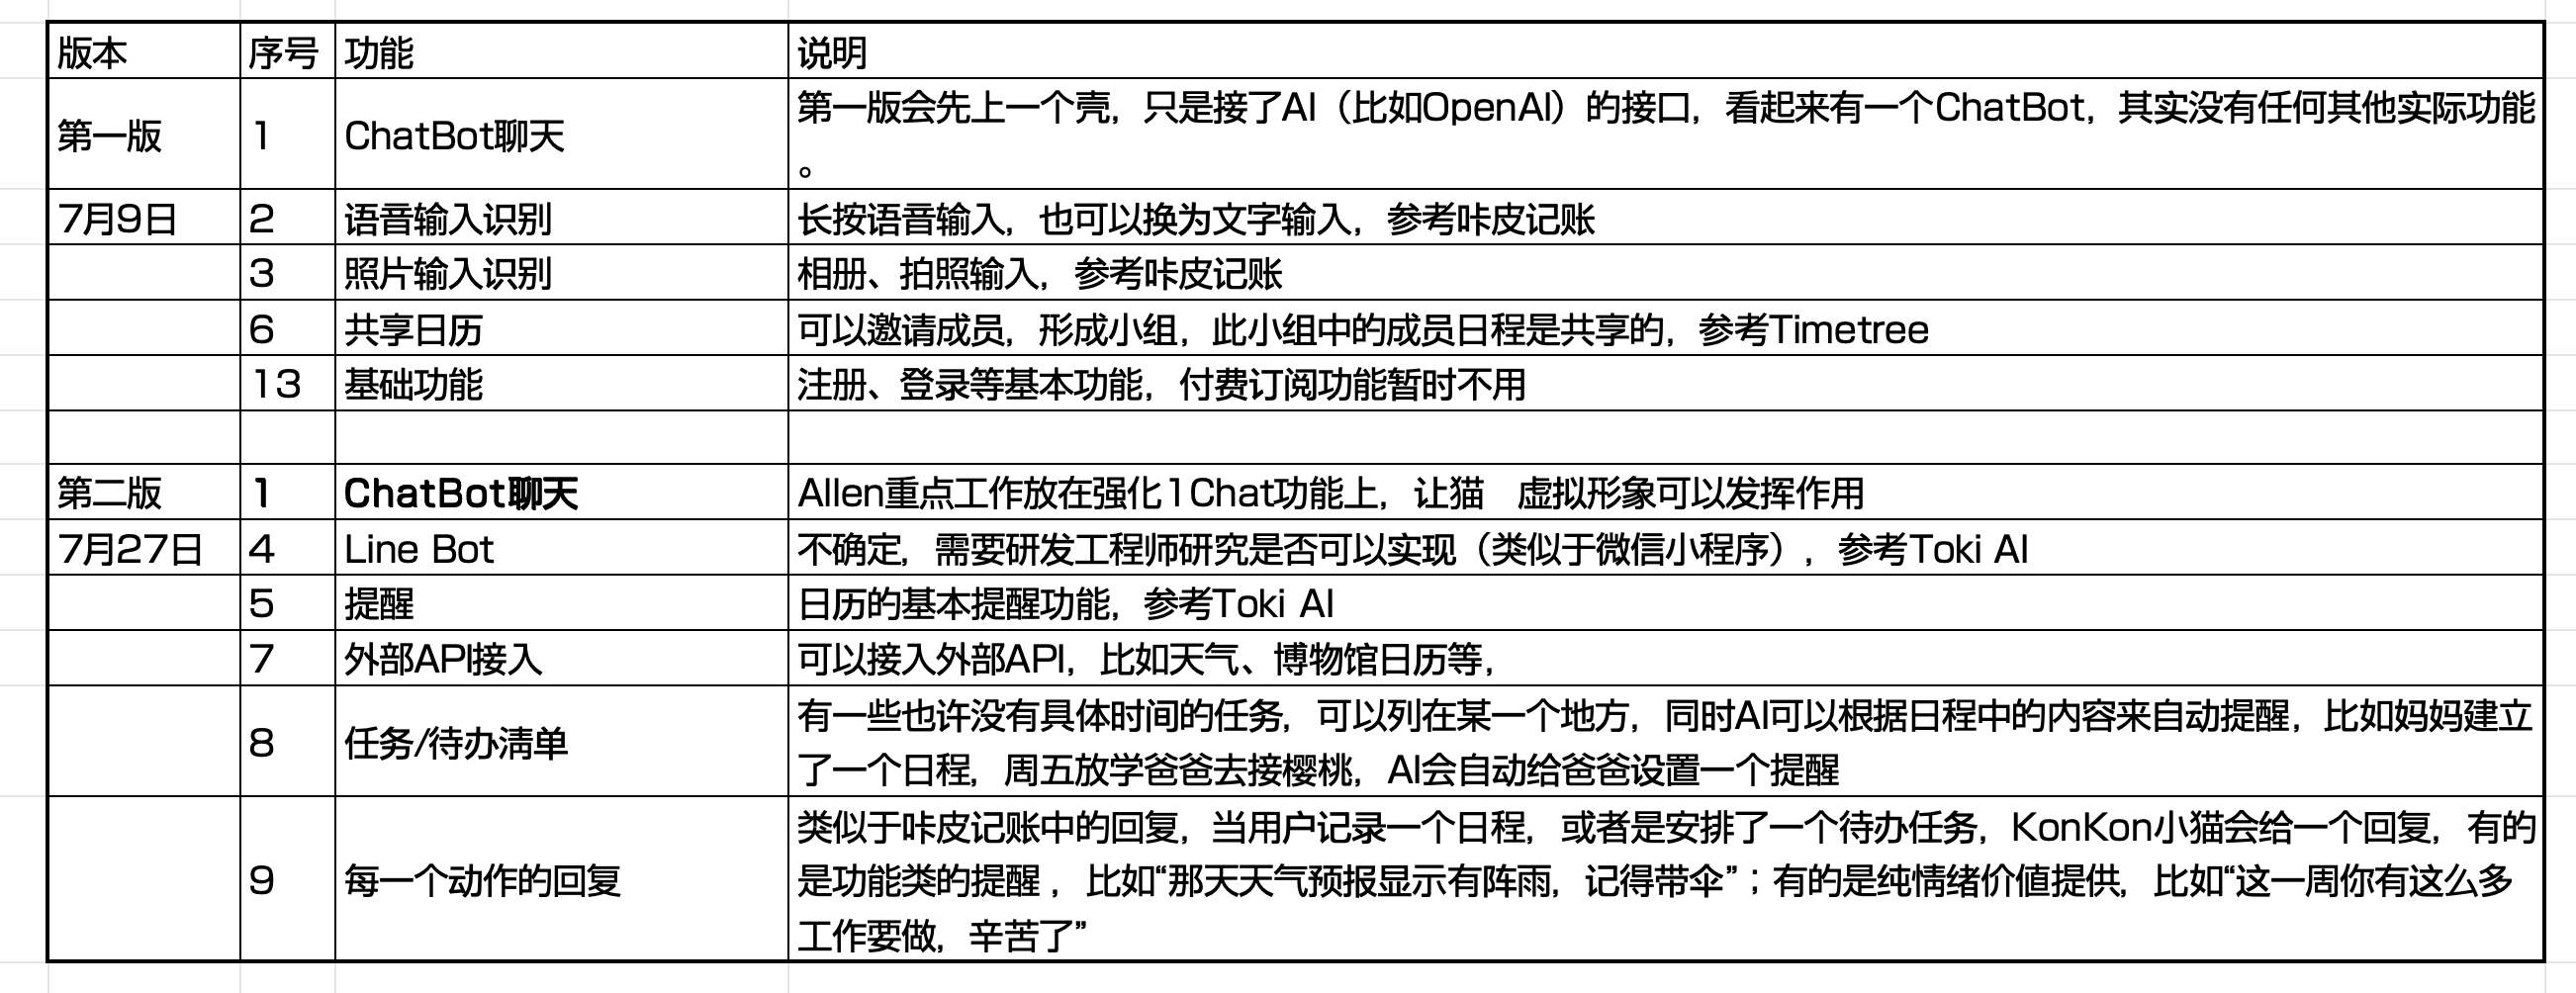 版本 序号 功能 说明
第一版 1 ChatBot聊天 第一版会先上一个壳，只是接了AI（比如OpenAI）的接口，看起来有一个ChatBot，其实没有任何其他实际功能
。
7月9日 2 语音输入识别 长按语音输入，也可以换为文字输入，参考咔皮记账
3 照片输入识别 相册、拍照输入，参考咔皮记账
6 共享日历 可以邀请成员，形成小组，此小组中的成员日程是共享的，参考Timetree
13 基础功能 注册、登录等基本功能，付费订阅功能暂时不用
第二版 1 ChatBot聊天 Allen重点工作放在强化1Chat功能上，让猫　虚拟形象可以发挥作用
7月27日 4 Line Bot 不确定，需要研发工程师研究是否可以实现（类似于微信小程序），参考Toki AI
5 提醒 日历的基本提醒功能，参考Toki AI
7 外部API接入 可以接入外部API，比如天气、博物馆日历等，
8 任务/待办清单 有一些也许没有具体时间的任务，可以列在某一个地方，同时AI可以根据日程中的内容来自动提醒，比如妈妈建立
了一个日程，周五放学爸爸去接樱桃，AI会自动给爸爸设置一个提醒
9 每一个动作的回复 类似于咔皮记账中的回复，当用户记录一个日程，或者是安排了一个待办任务，KonKon小猫会给一个回复，有的
是功能类的提醒 ，比如“那天天气预报显示有阵雨，记得带伞”；有的是纯情绪价值提供，比如“这一周你有这么多
工作要做，辛苦了”